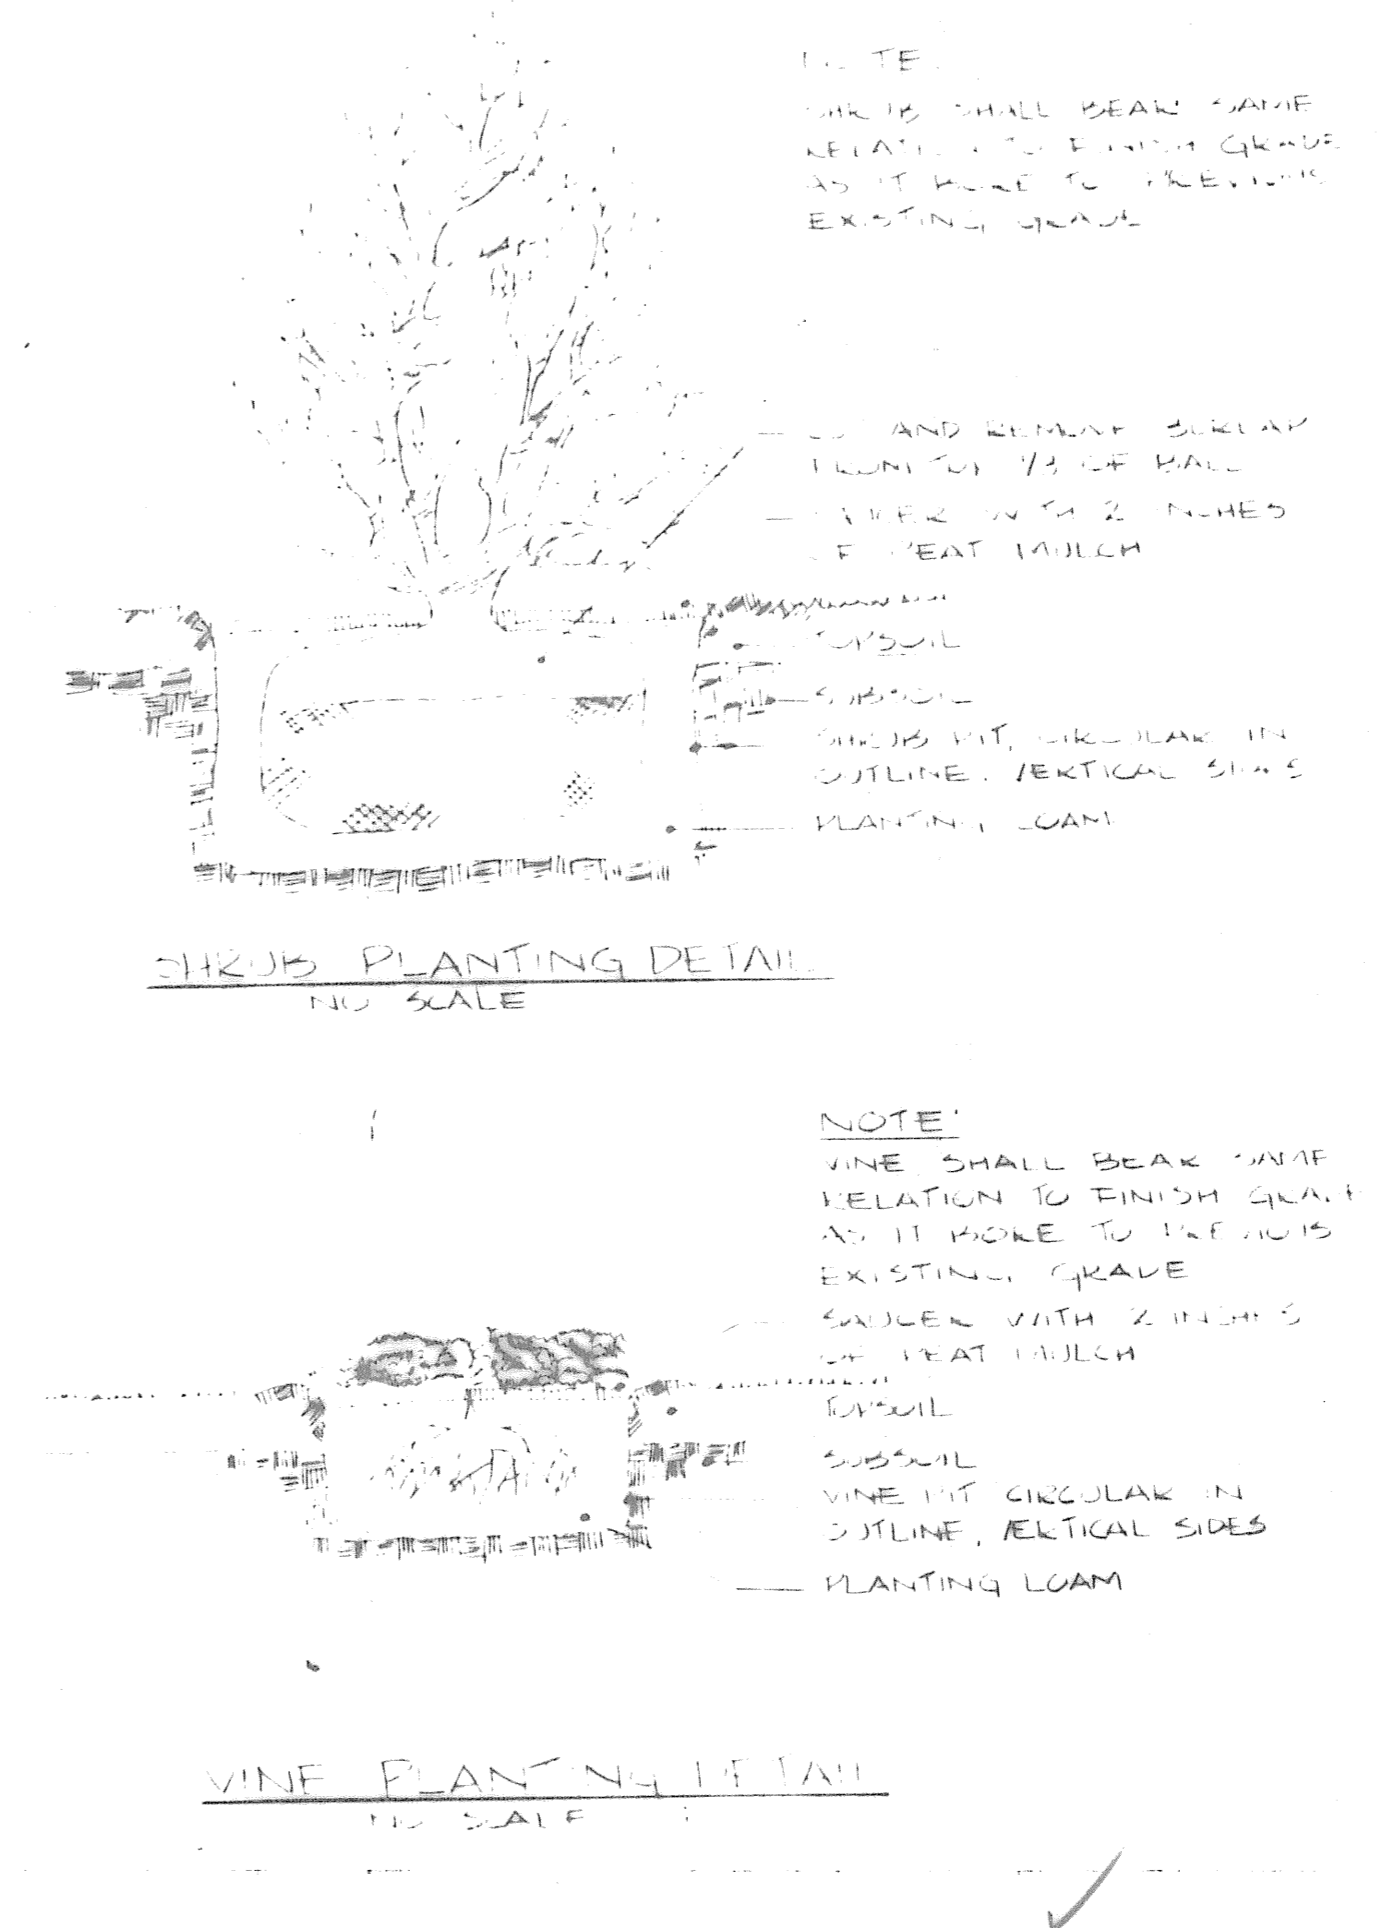 NOTE:
SHRUB SHALL BEAR SAME
RELATION TO FINISH GRADE
AS IT BORE TO PREVIOUS
EXISTING GRADE
CUT AND REMOVE BURLAP
FROM TOP 1/3 OF BALL
SAUCER WITH 2 INCHES
OF PEAT MULCH
TOPSOIL
SUBSOIL
SHRUB PIT, CIRCULAR IN
OUTLINE, VERTICAL SIDES
PLANTING LOAM
SHRUB PLANTING DETAIL
NO SCALE
NOTE:
VINE SHALL BEAR SAME
RELATION TO FINISH GRADE
AS IT BORE TO PREVIOUS
EXISTING GRADE
SAUCER WITH 2 INCHES
OF PEAT MULCH
TOPSOIL
SUBSOIL
VINE PIT CIRCULAR IN
OUTLINE, VERTICAL SIDES
PLANTING LOAM
VINE PLANTING DETAIL
NO SCALE